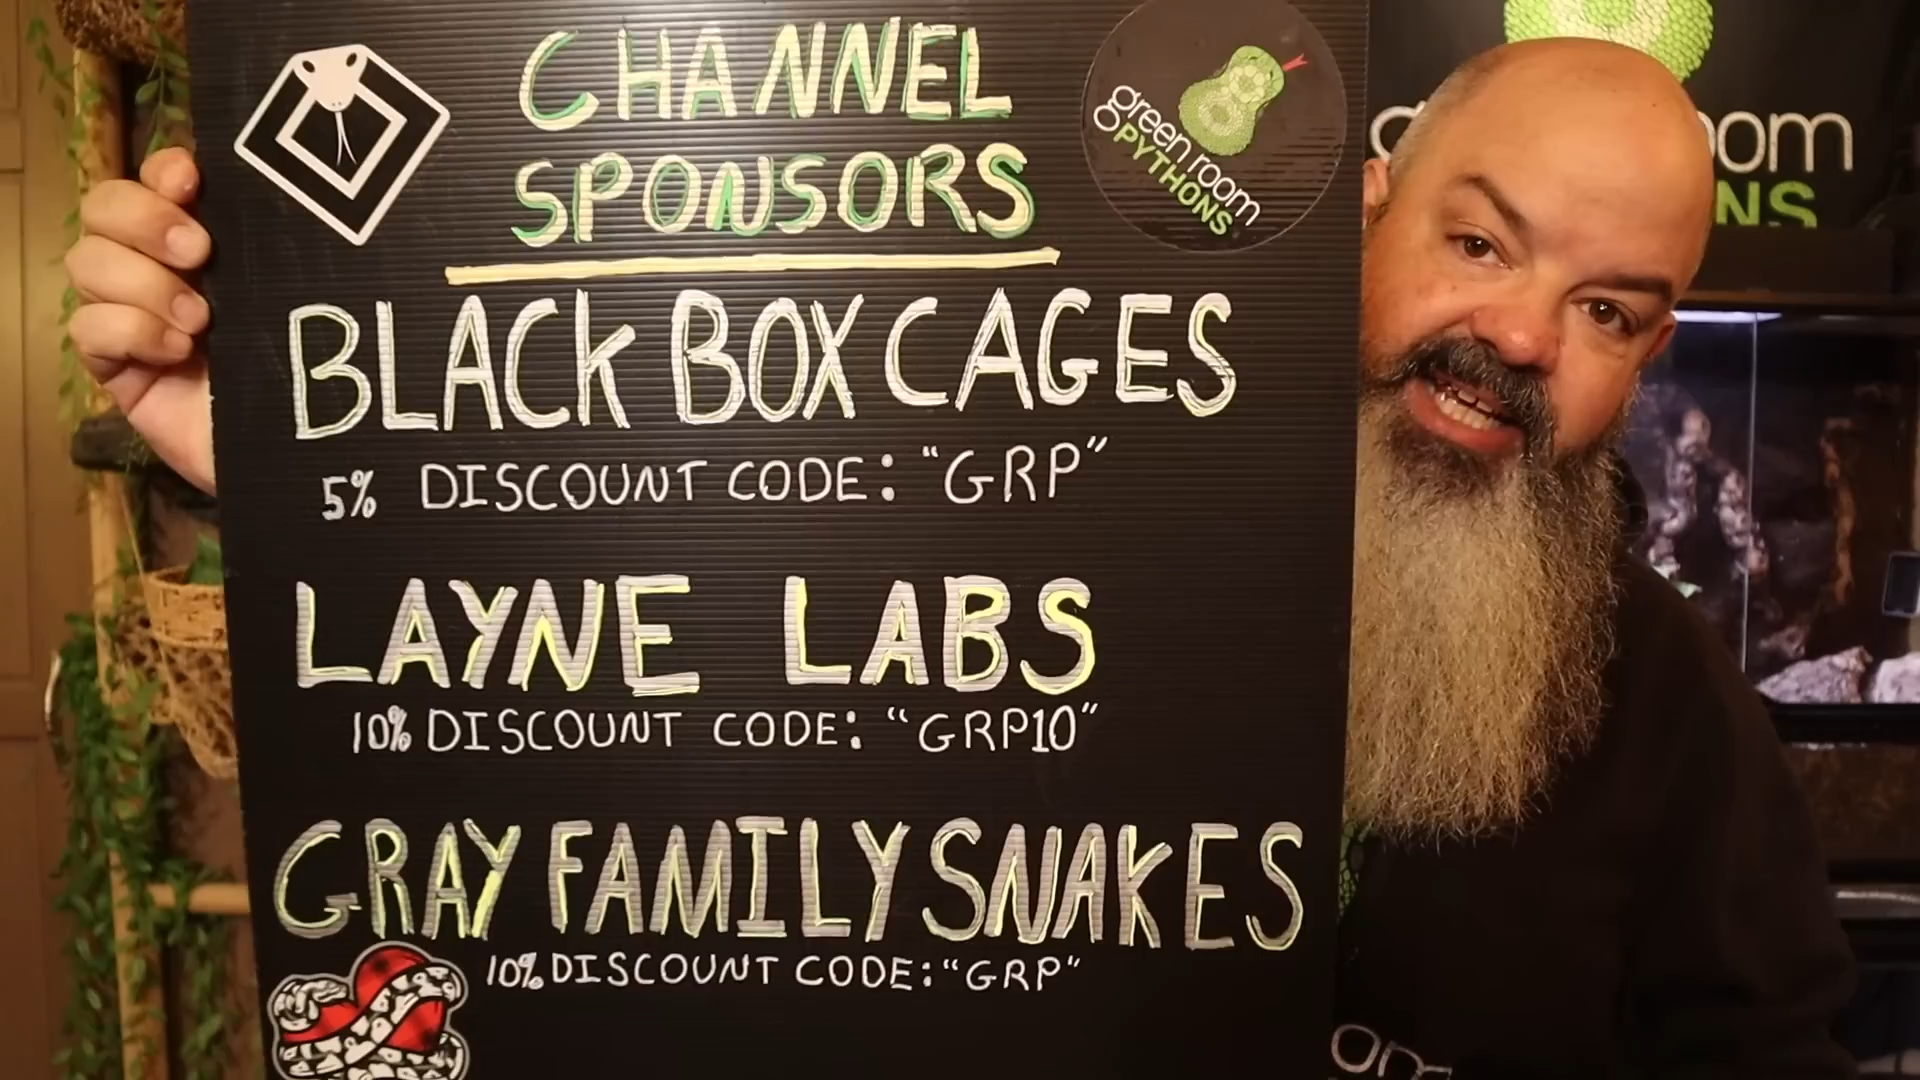 CHANNEL
SPONSORS
green room
PYTHONS
BLACK BOX CAGES
5% DISCOUNT CODE: "GRP"
LAYNE LABS
10% DISCOUNT CODE: "GRP10"
GRAY FAMILY SNAKES
10% DISCOUNT CODE: "GRP"